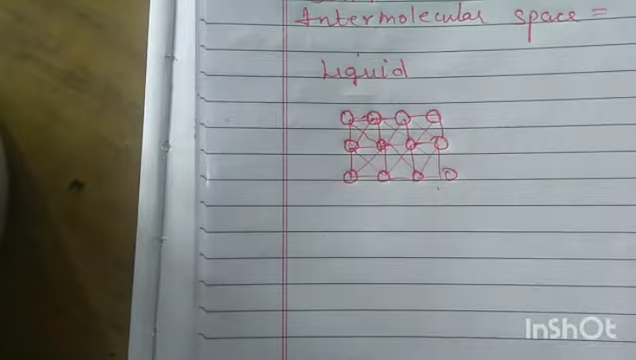 Intermolecular space =
Liquid
InShOt